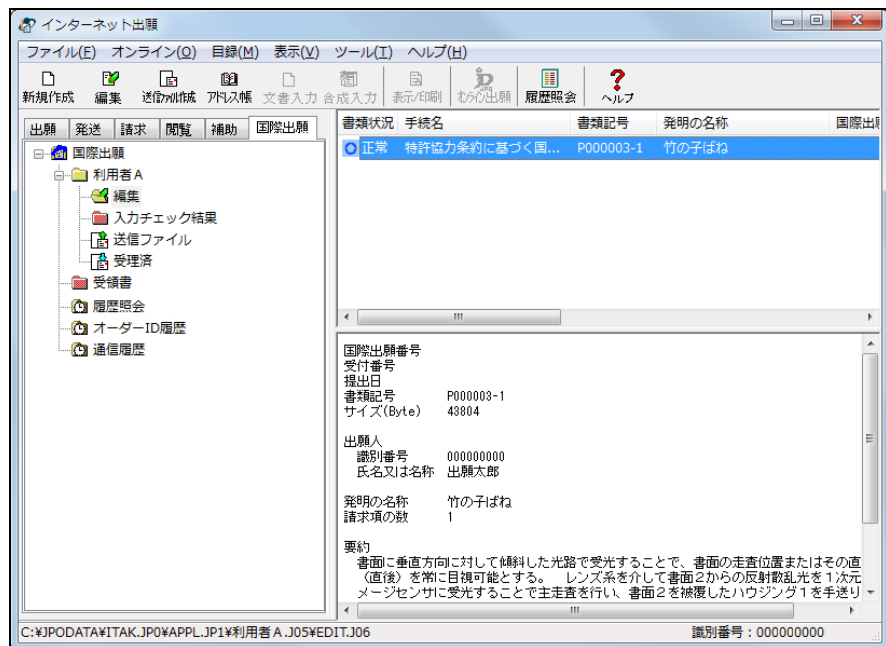 インターネット出願
ファイル(F) オンライン(O) 目録(M) 表示(V) ツール(T) ヘルプ(H)
新規作成 編集 送信ファイル作成 アドレス帳 文書入力 合成入力 表示/印刷 オンライン出願 履歴照会 ヘルプ
出願 発送 請求 閲覧 補助 国際出願
国際出願
利用者A
編集
入力チェック結果
送信ファイル
受理済
受領書
履歴照会
オーダーID履歴
通信履歴
書類状況 手続名 書類記号 発明の名称 国際出願
正常 特許協力条約に基づく国... P000003-1 竹の子ばね
国際出願番号
受付番号
提出日
書類記号 P000003-1
サイズ(Byte) 43804
出願人
識別番号 000000000
氏名又は名称 出願太郎
発明の名称 竹の子ばね
請求項の数 1
要約
書面に垂直方向に対して傾斜した光路で受光することで、書面の走査位置またはその直
(直後)を常に目視可能とする。 レンズ系を介して書面2からの反射散乱光を1次元
メージセンサに受光することで主走査を行い、書面2を被覆したハウジング1を手送り
C:¥JPODATA¥ITAK.JP0¥APPL.JP1¥利用者A.J05¥EDIT.J06 識別番号:000000000